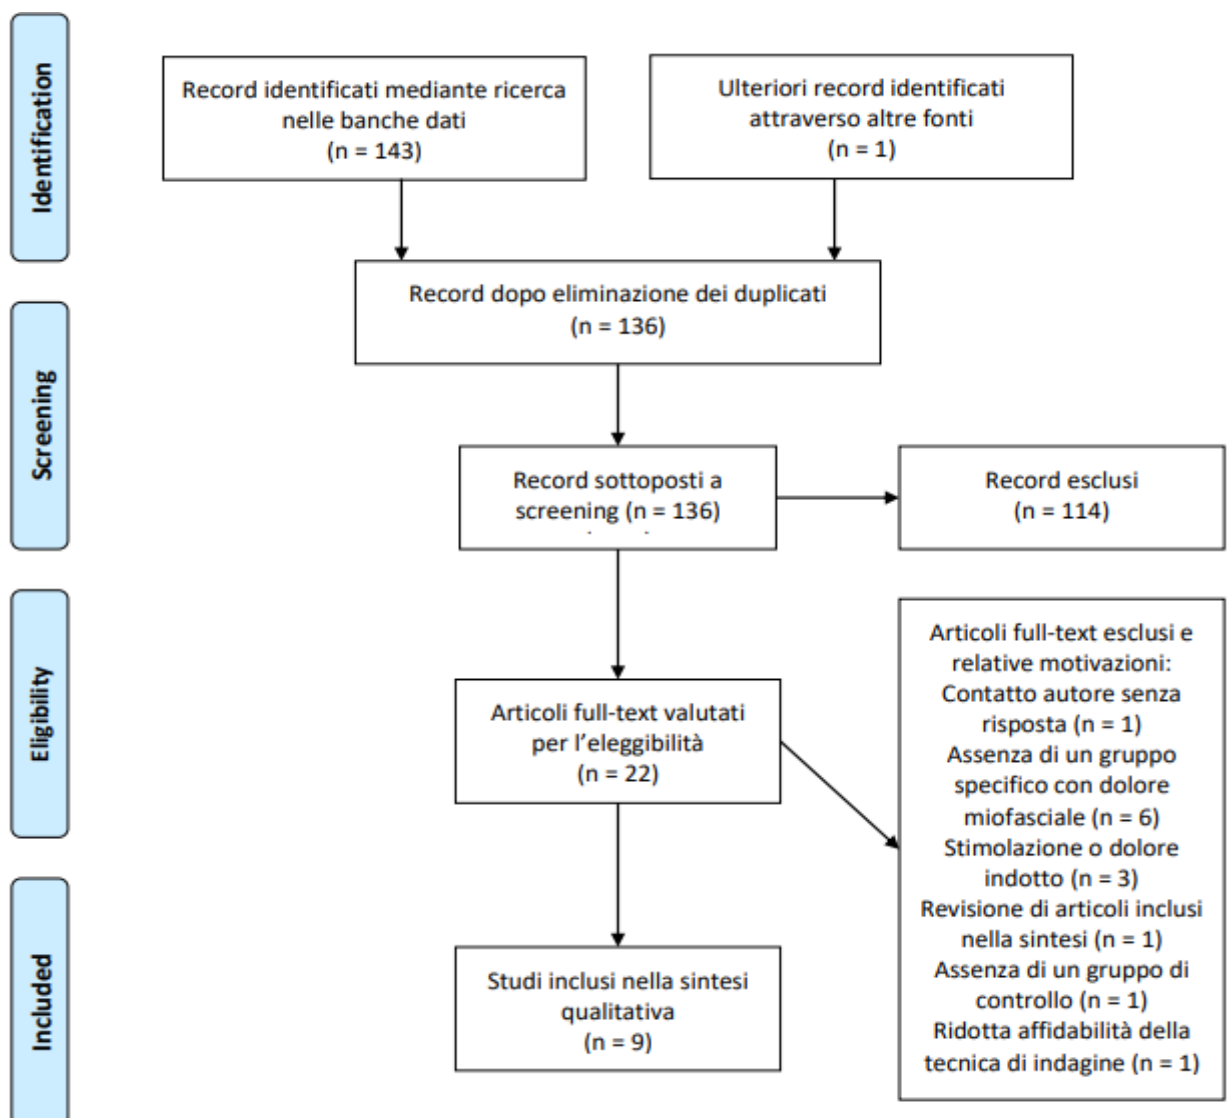 Identification
Record identificati mediante ricerca
nelle banche dati
(n = 143)
Ulteriori record identificati
attraverso altre fonti
(n = 1)
Record dopo eliminazione dei duplicati
(n = 136)
Screening
Record sottoposti a
screening (n = 136)
Record esclusi
(n = 114)
Eligibility
Articoli full-text valutati
per l’eleggibilità
(n = 22)
Articoli full-text esclusi e
relative motivazioni:
Contatto autore senza
risposta (n = 1)
Assenza di un gruppo
specifico con dolore
miofasciale (n = 6)
Stimolazione o dolore
indotto (n = 3)
Revisione di articoli inclusi
nella sintesi (n = 1)
Assenza di un gruppo di
controllo (n = 1)
Ridotta affidabilità della
tecnica di indagine (n = 1)
Included
Studi inclusi nella sintesi
qualitativa
(n = 9)